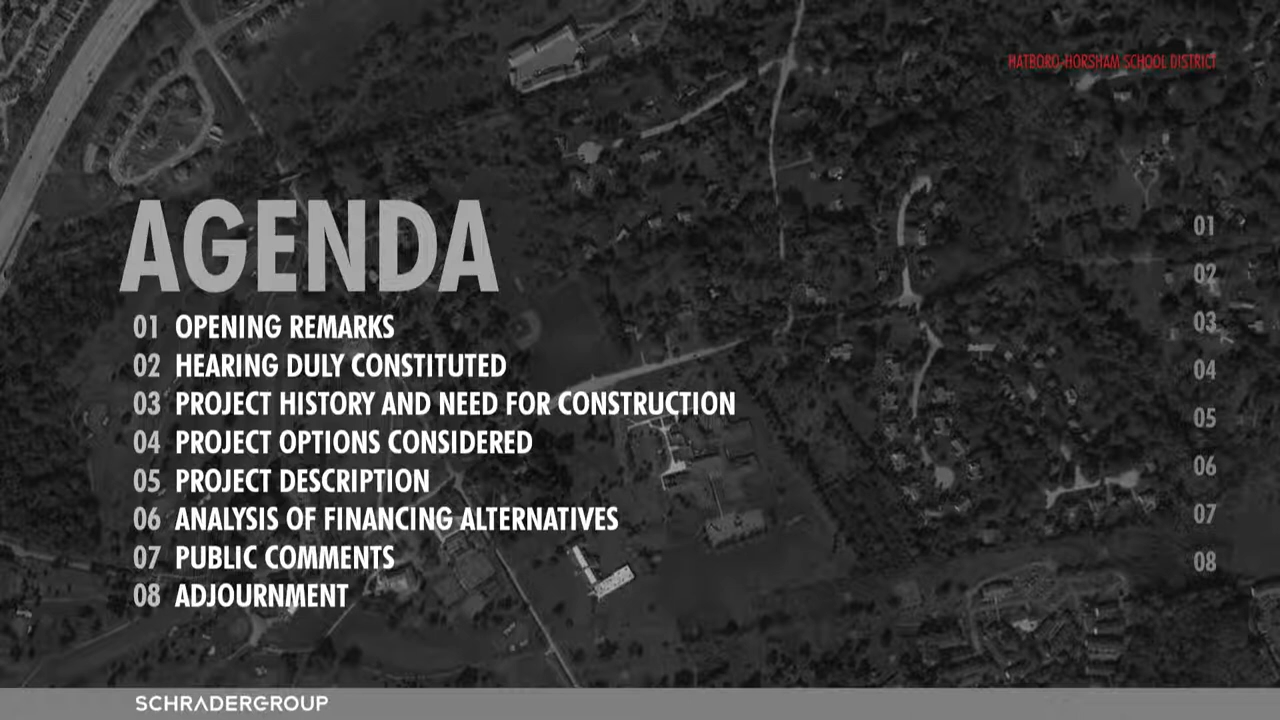 HATBORO-HORSHAM SCHOOL DISTRICT
AGENDA
01 OPENING REMARKS
02 HEARING DULY CONSTITUTED
03 PROJECT HISTORY AND NEED FOR CONSTRUCTION
04 PROJECT OPTIONS CONSIDERED
05 PROJECT DESCRIPTION
06 ANALYSIS OF FINANCING ALTERNATIVES
07 PUBLIC COMMENTS
08 ADJOURNMENT
01
02
03
04
05
06
07
08
SCHRADERGROUP